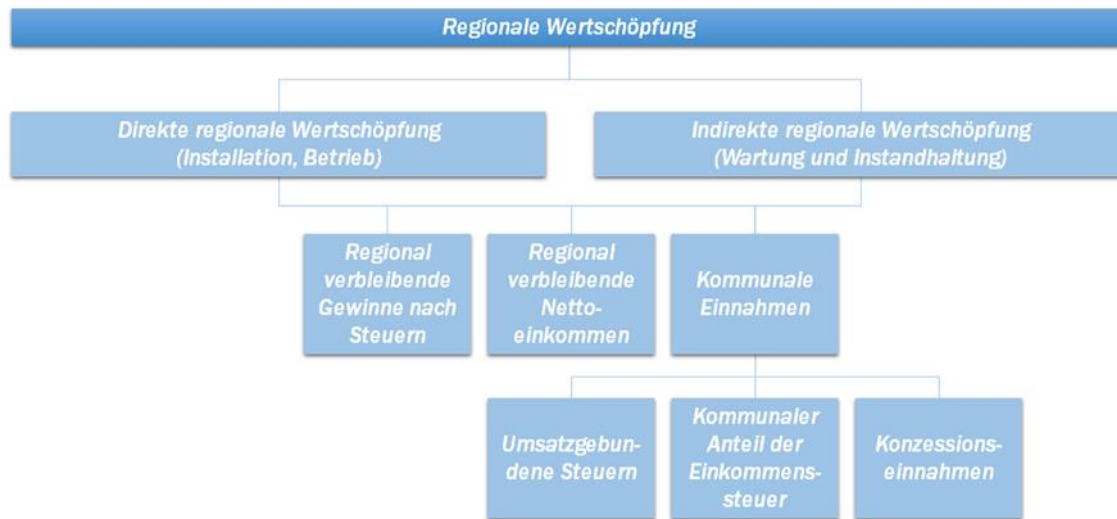 Regionale Wertschöpfung
Direkte regionale Wertschöpfung
(Installation, Betrieb)
Indirekte regionale Wertschöpfung
(Wartung und Instandhaltung)
Regional
verbleibende
Gewinne nach
Steuern
Regional
verbleibende
Netto-
einkommen
Kommunale
Einnahmen
Umsatzgebun-
dene Steuern
Kommunaler
Anteil der
Einkommens-
steuer
Konzessions-
einnahmen